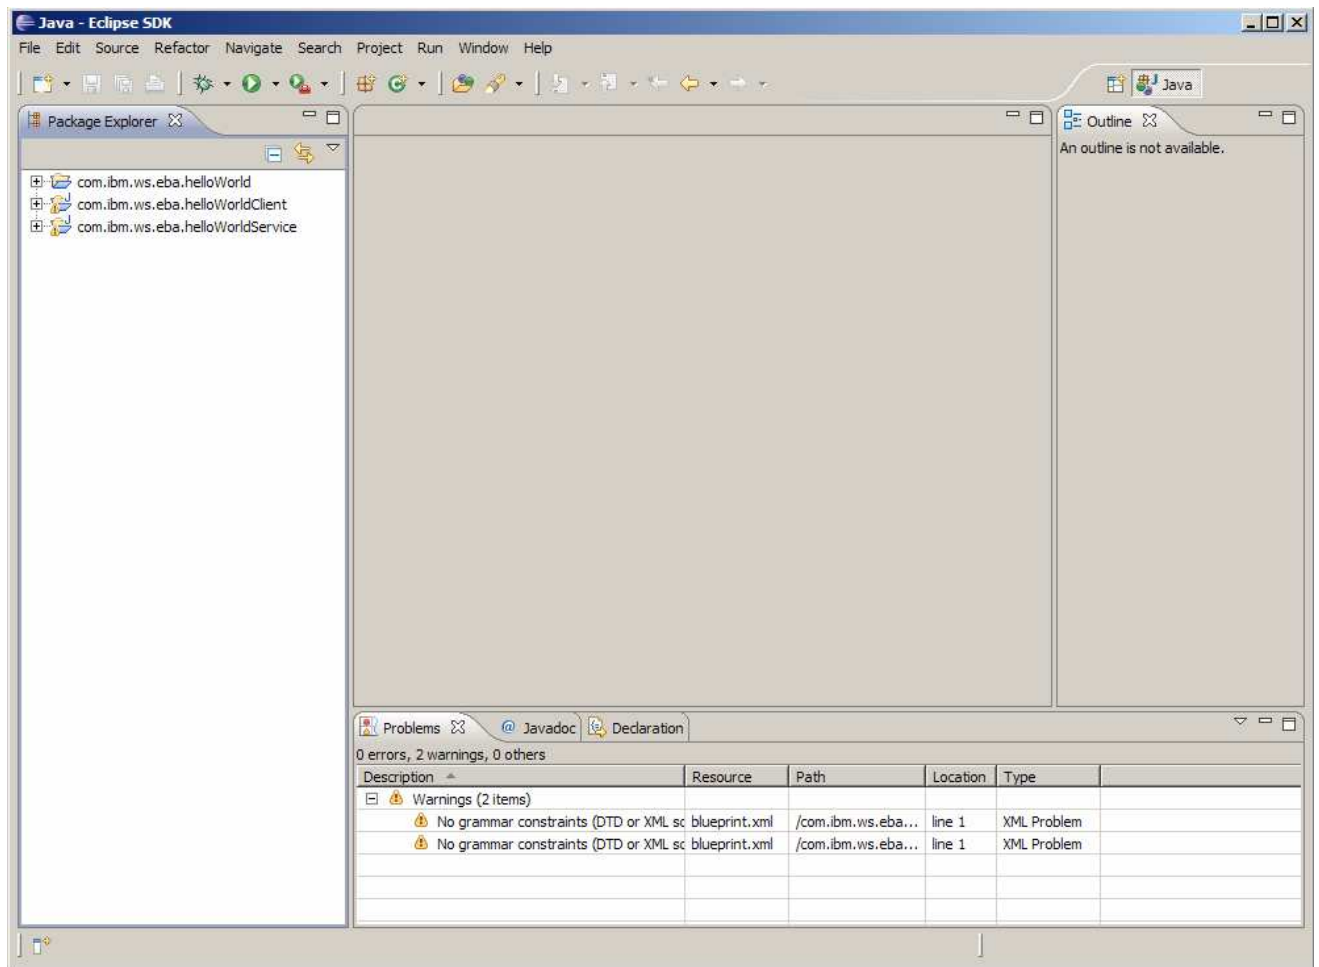 Java - Eclipse SDK
File Edit Source Refactor Navigate Search Project Run Window Help
Java
Package Explorer
Outline
An outline is not available.
com.ibm.ws.eba.helloWorld
com.ibm.ws.eba.helloWorldClient
com.ibm.ws.eba.helloWorldService
Problems @ Javadoc Declaration
0 errors, 2 warnings, 0 others
Description Resource Path Location Type
Warnings (2 items)
No grammar constraints (DTD or XML sc blueprint.xml /com.ibm.ws.eba... line 1 XML Problem
No grammar constraints (DTD or XML sc blueprint.xml /com.ibm.ws.eba... line 1 XML Problem